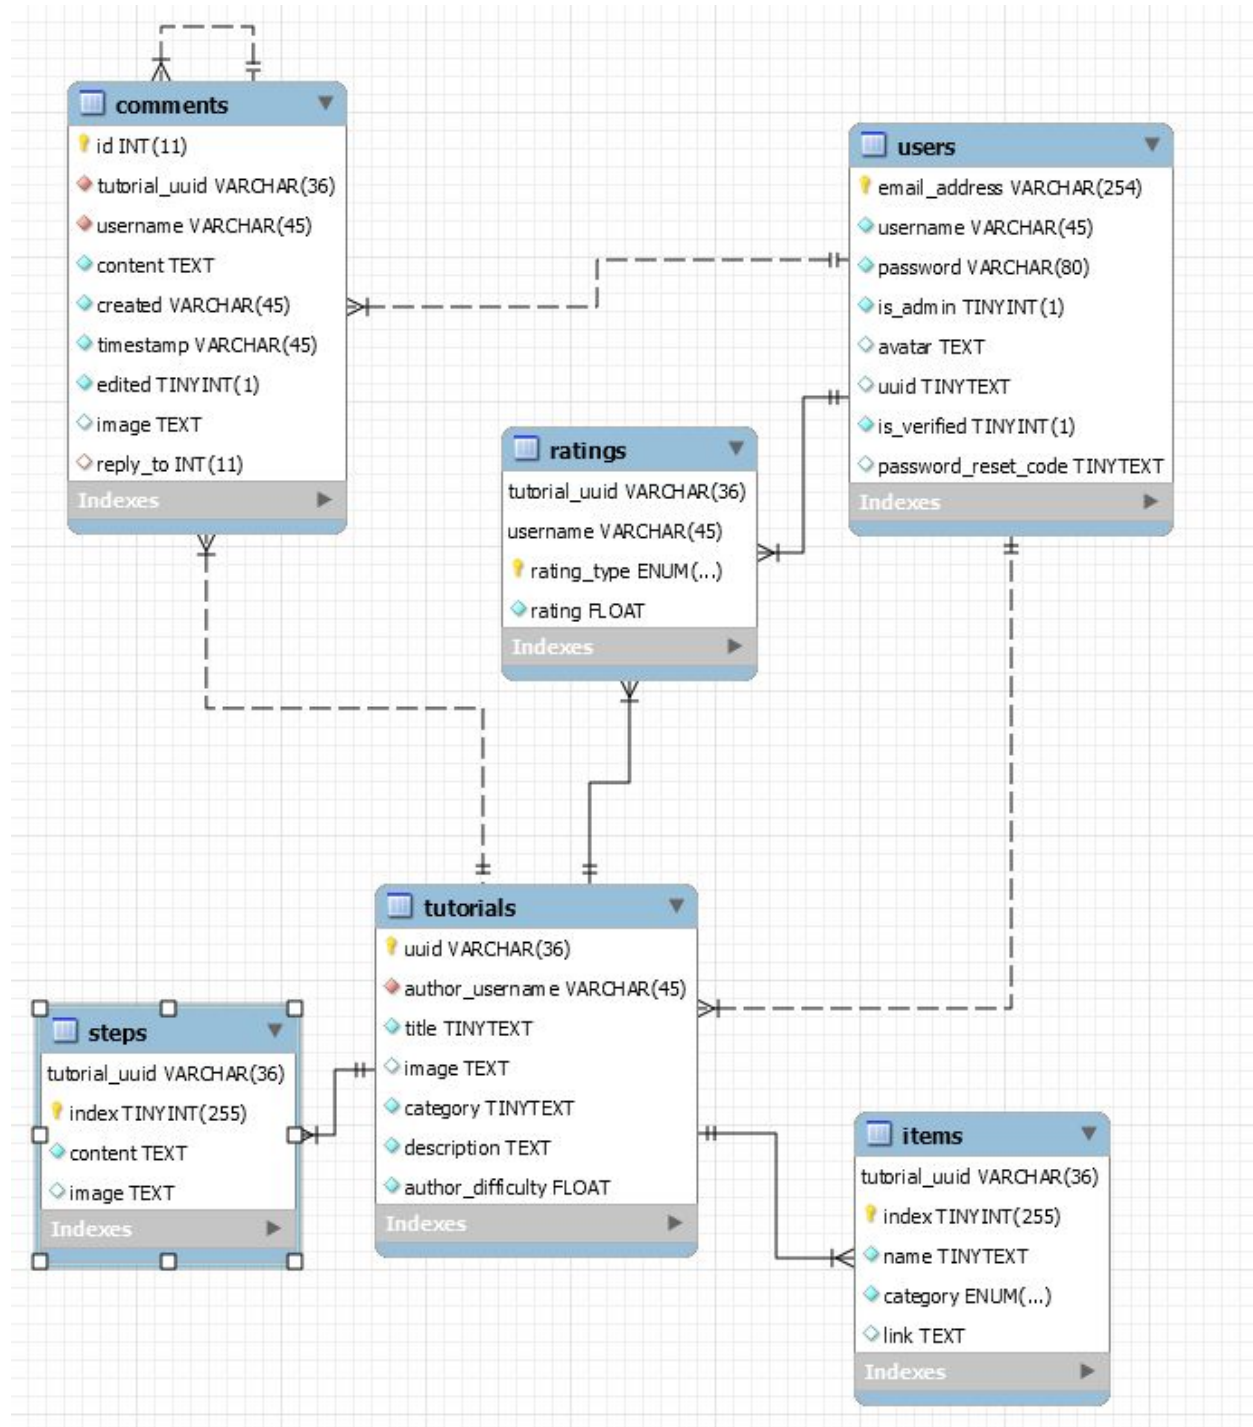 comments
id INT(11)
tutorial_uuid VARCHAR(36)
username VARCHAR(45)
content TEXT
created VARCHAR(45)
timestamp VARCHAR(45)
edited TINYINT(1)
image TEXT
reply_to INT(11)
Indexes
users
email_address VARCHAR(254)
username VARCHAR(45)
password VARCHAR(80)
is_admin TINYINT(1)
avatar TEXT
uuid TINYTEXT
is_verified TINYINT(1)
password_reset_code TINYTEXT
Indexes
ratings
tutorial_uuid VARCHAR(36)
username VARCHAR(45)
rating_type ENUM(...)
rating FLOAT
Indexes
tutorials
uuid VARCHAR(36)
author_username VARCHAR(45)
title TINYTEXT
image TEXT
category TINYTEXT
description TEXT
author_difficulty FLOAT
Indexes
steps
tutorial_uuid VARCHAR(36)
index TINYINT(255)
content TEXT
image TEXT
Indexes
items
tutorial_uuid VARCHAR(36)
index TINYINT(255)
name TINYTEXT
category ENUM(...)
link TEXT
Indexes